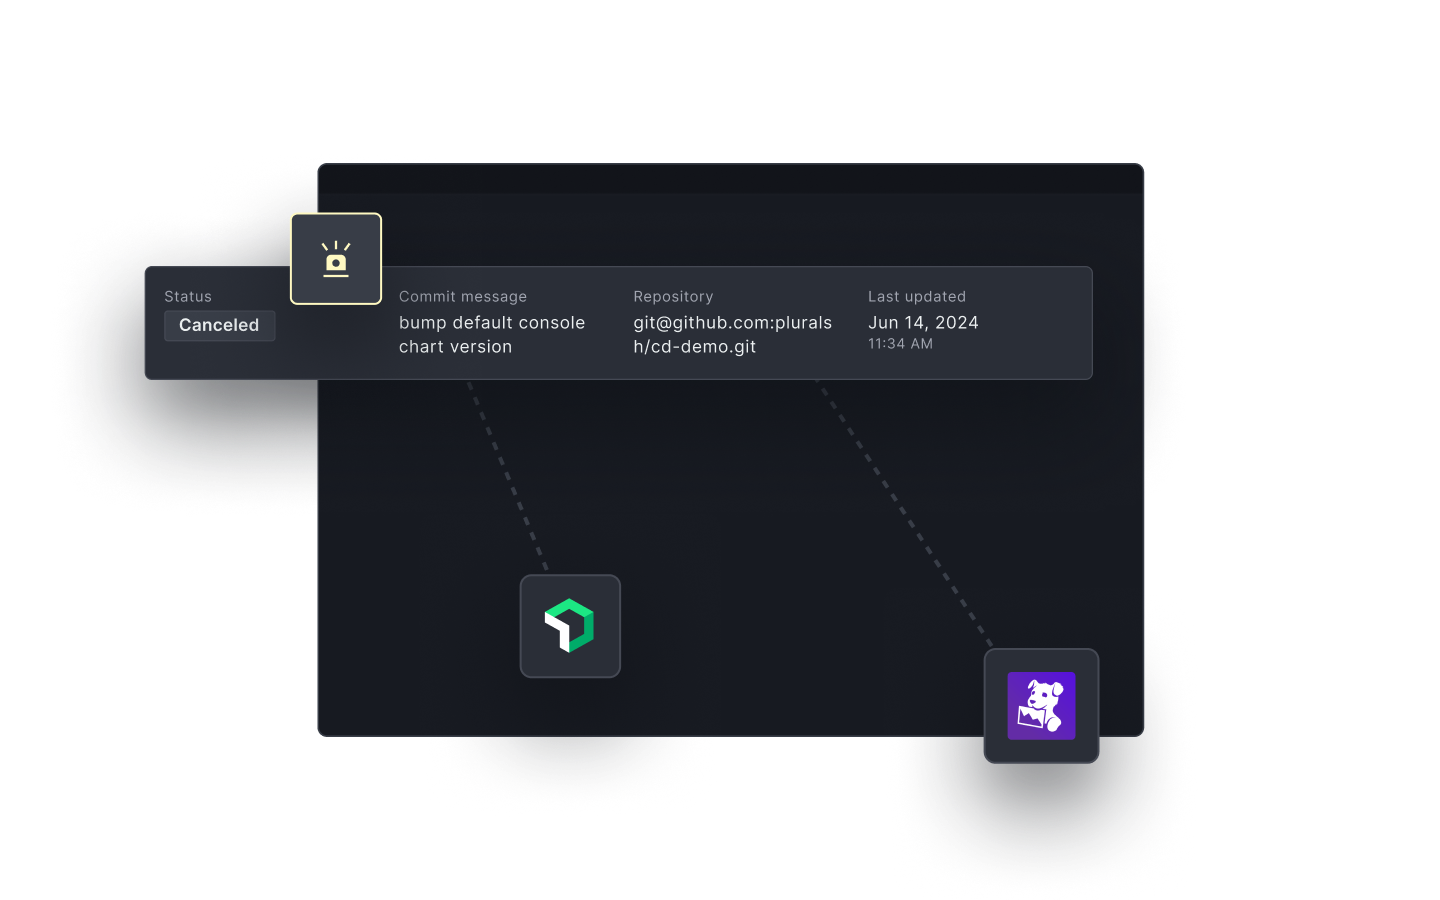 Status
Canceled
Commit message
bump default console
chart version
Repository
git@github.com:plurals
h/cd-demo.git
Last updated
Jun 14, 2024
11:34 AM